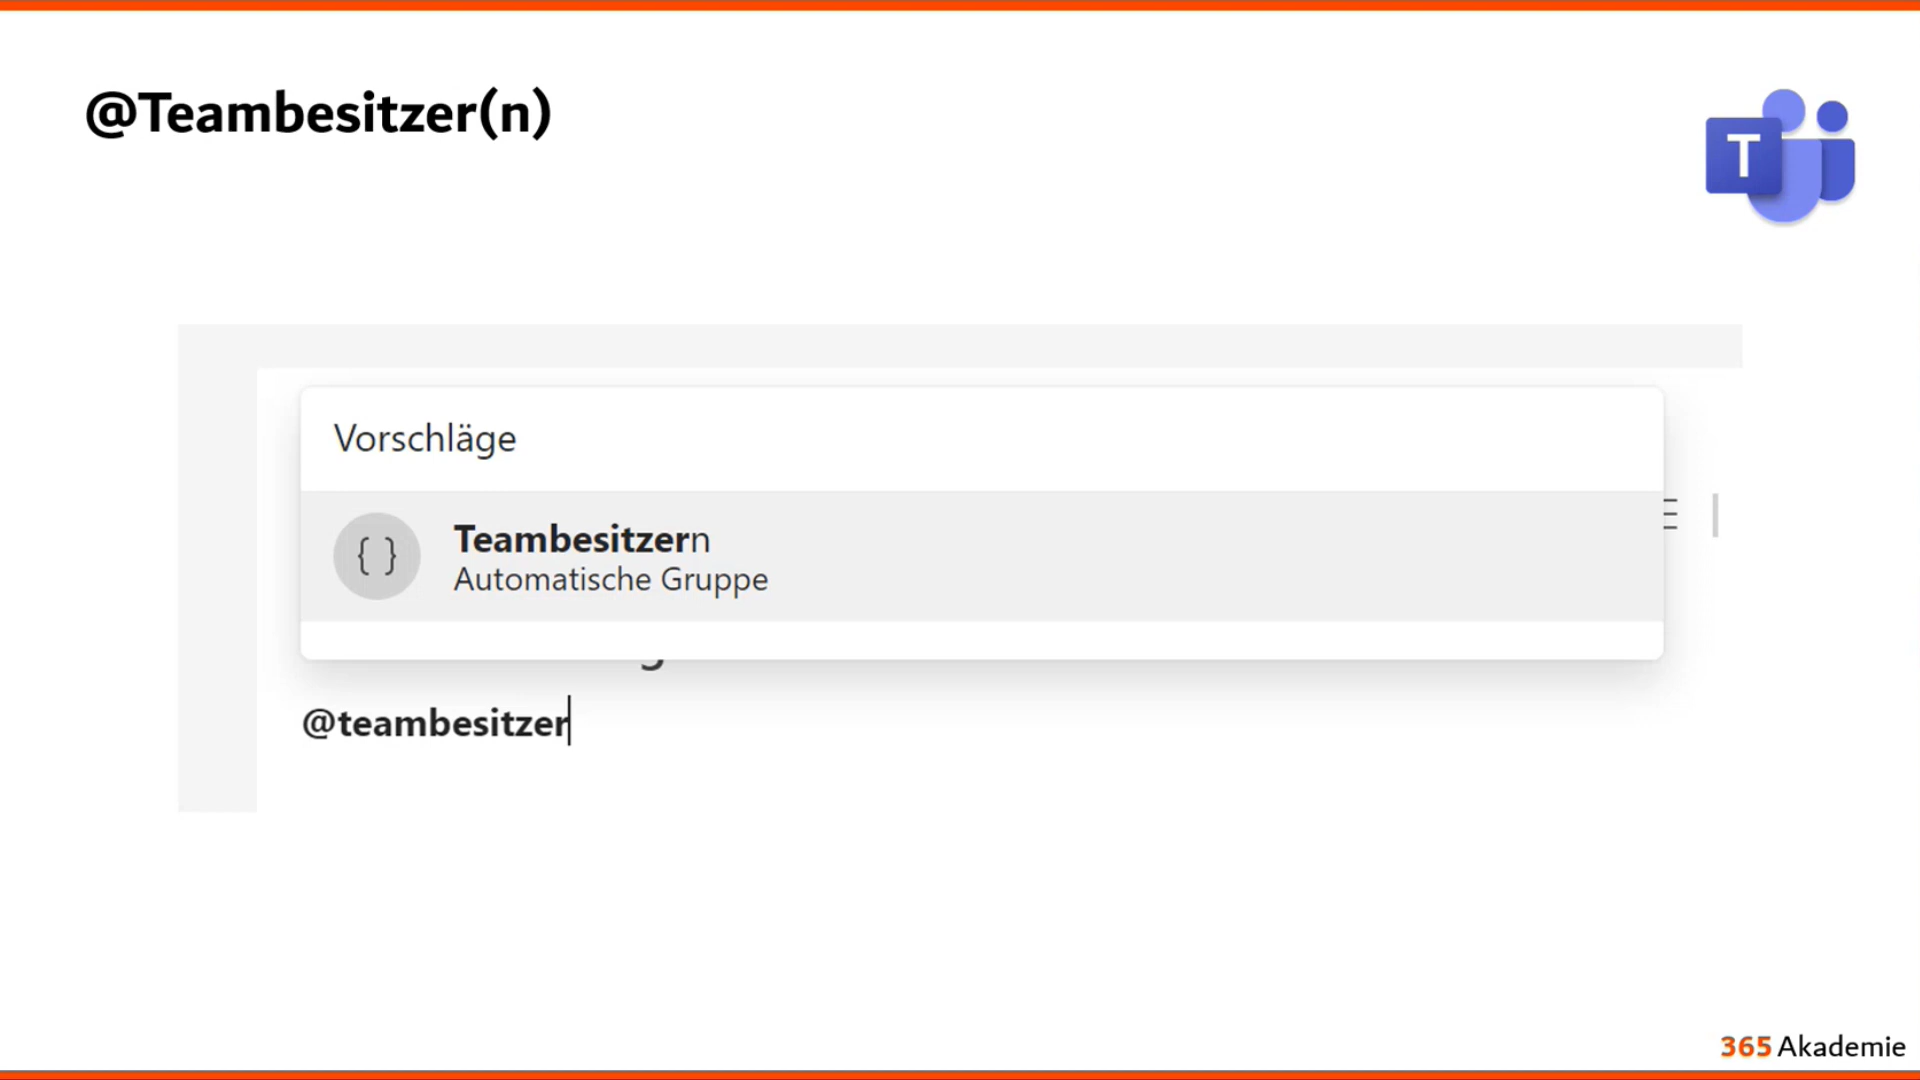 @Teambesitzer(n)
T
Vorschläge
{ }
Teambesitzern
Automatische Gruppe
@teambesitzer
365 Akademie